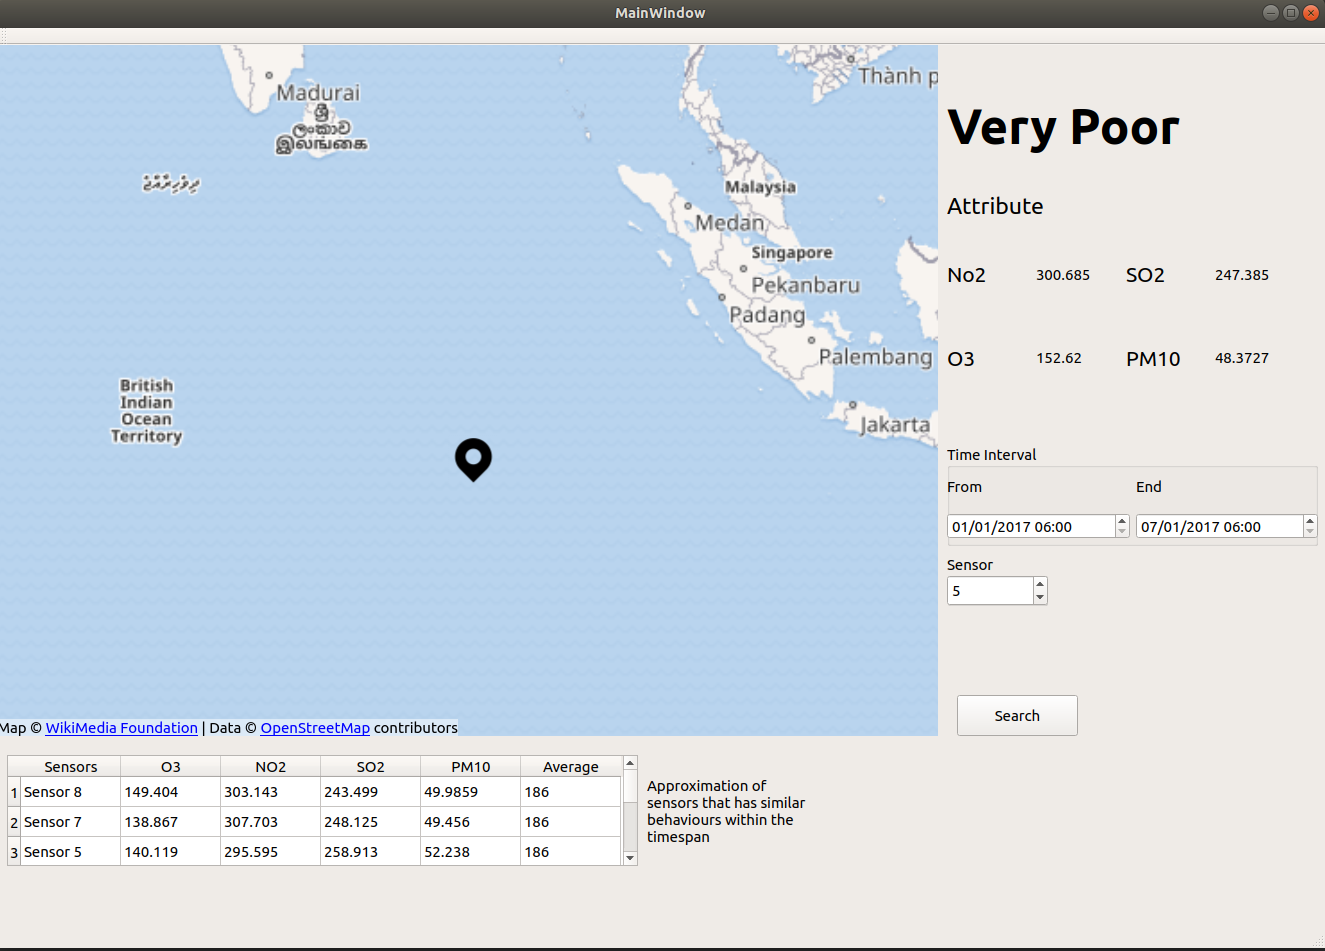 MainWindow
Madurai
ශ්‍රී
ලංකාව
இலங்கை
ދިވެހިރާއްޖެ
Thành p
Malaysia
Medan
Singapore
Pekanbaru
Padang
Palembang
Jakarta
British
Indian
Ocean
Territory
Map © WikiMedia Foundation | Data © OpenStreetMap contributors
Very Poor
Attribute
No2 300.685 SO2 247.385
O3 152.62 PM10 48.3727
Time Interval
From End
01/01/2017 06:00 07/01/2017 06:00
Sensor
5
Search
Sensors O3 NO2 SO2 PM10 Average
1 Sensor 8 149.404 303.143 243.499 49.9859 186
2 Sensor 7 138.867 307.703 248.125 49.456 186
3 Sensor 5 140.119 295.595 258.913 52.238 186
Approximation of
sensors that has similar
behaviours within the
timespan